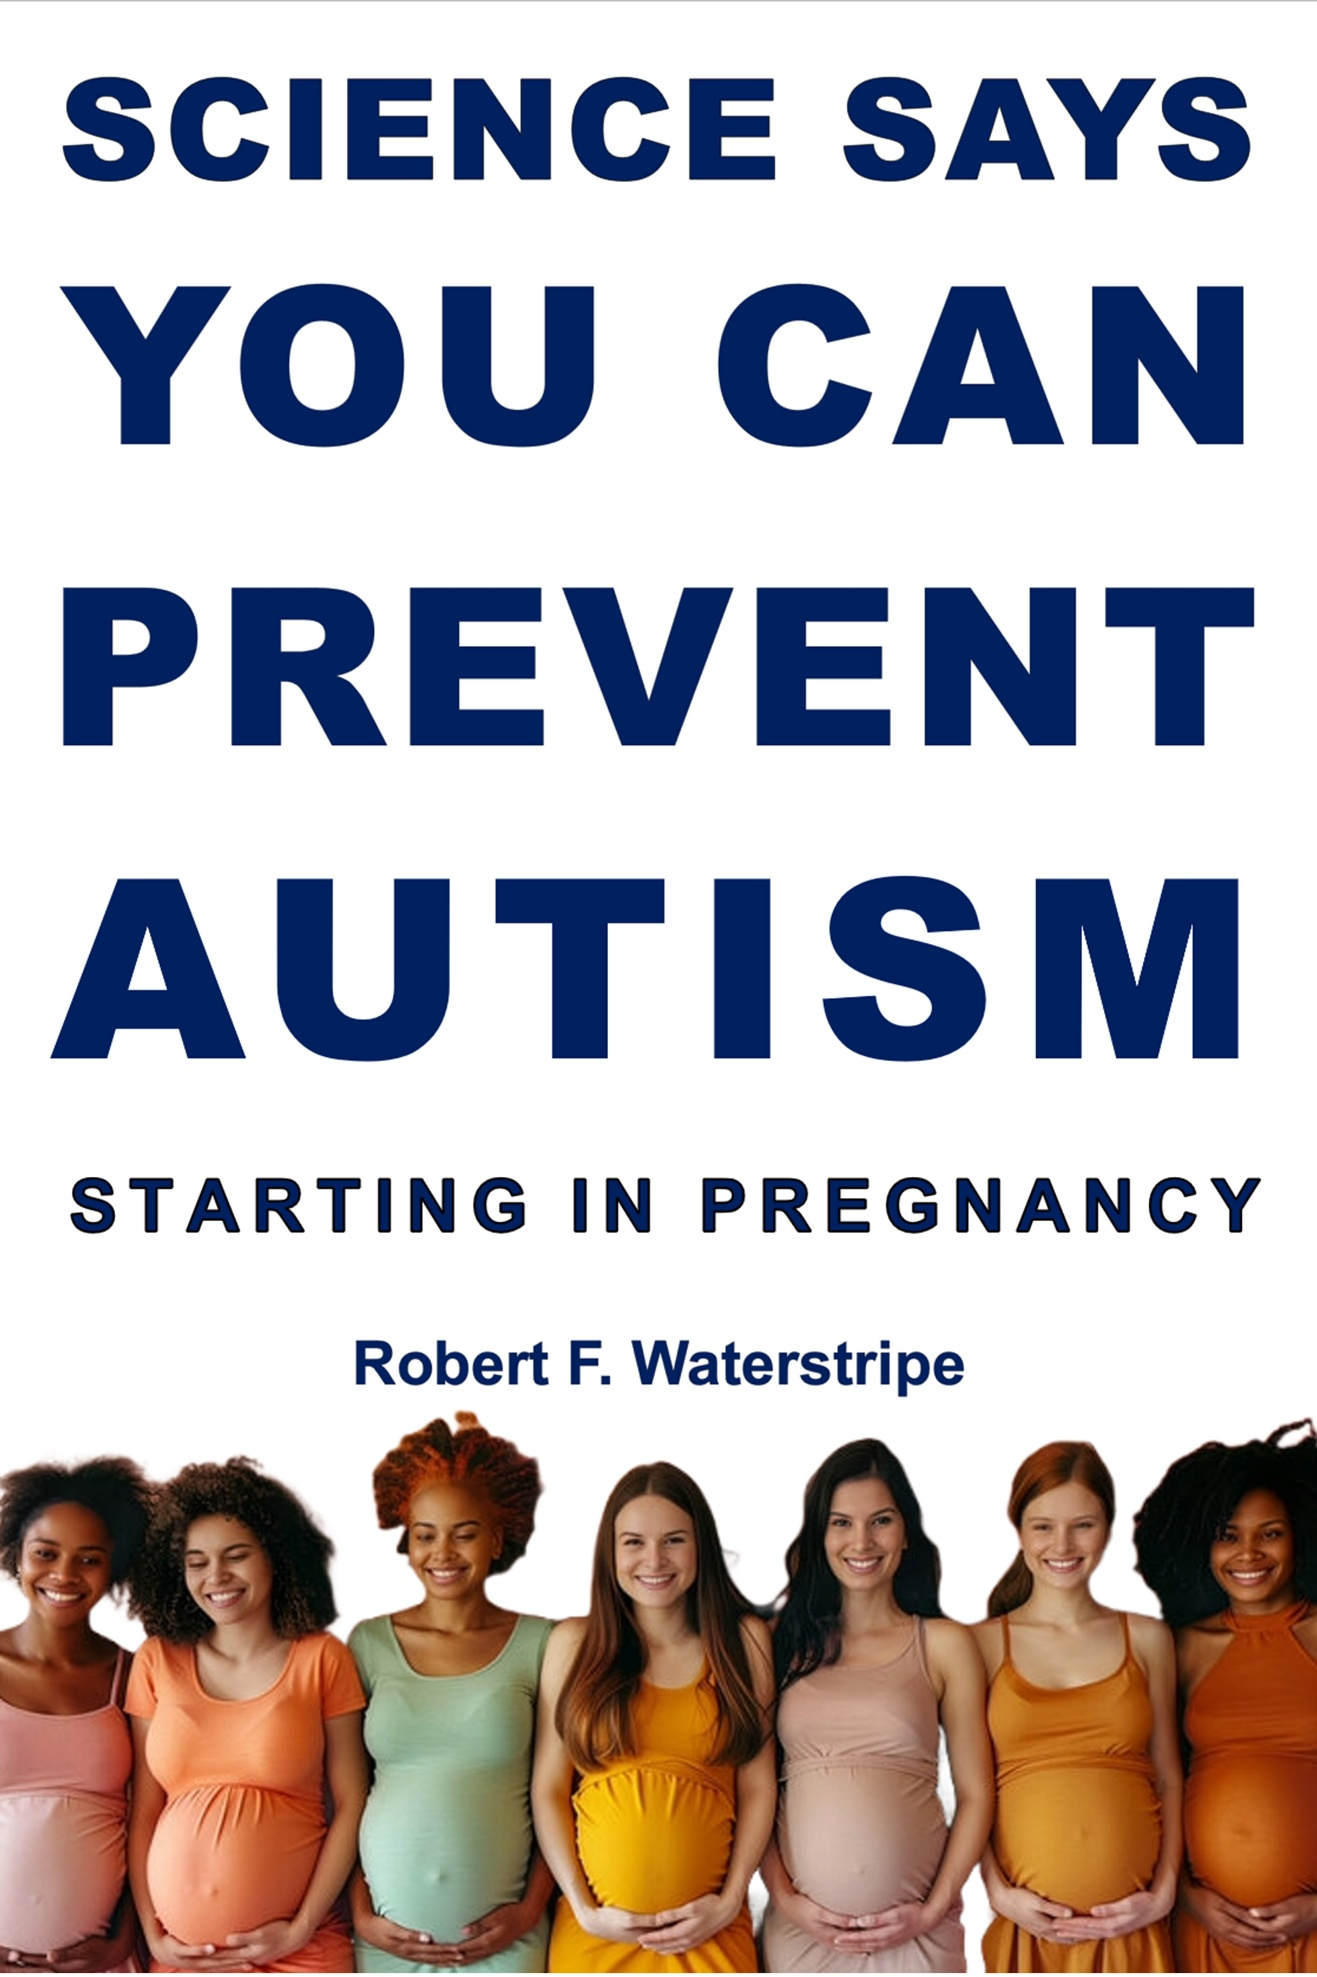 SCIENCE SAYS
YOU CAN
PREVENT
AUTISM
STARTING IN PREGNANCY
Robert F. Waterstripe